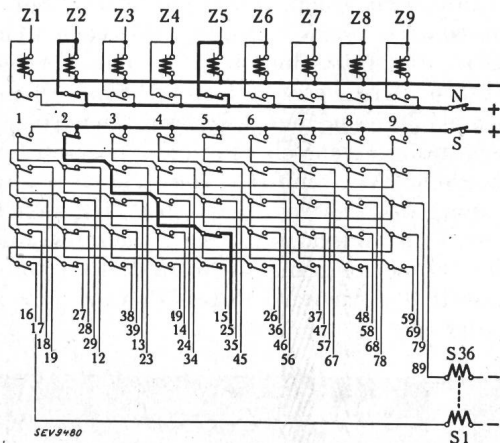 Z1 Z2 Z3 Z4 Z5 Z6 Z7 Z8 Z9
−
N
+
1 2 3 4 5 6 7 8 9
S
+
16 27 38 19 15 26 37 48 59
17 28 39 14 25 36 47 58 69
18 29 13 24 35 46 57 68 79
19 12 23 34 45 56 67 78 89
S36
S1
SEV9480